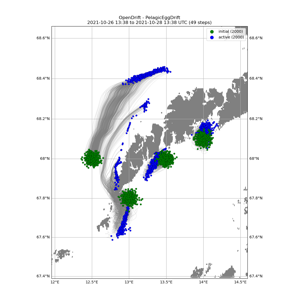 OpenDrift - PelagicEggDrift
2021-10-26 13:38 to 2021-10-28 13:38 UTC (49 steps)
initial (2000)
active (2000)
68.6°N
68.6°N
68.4°N
68.4°N
68.2°N
68.2°N
68°N
68°N
67.8°N
67.8°N
67.6°N
67.6°N
67.4°N
67.4°N
12°E
12.5°E
13°E
13.5°E
14°E
14.5°E